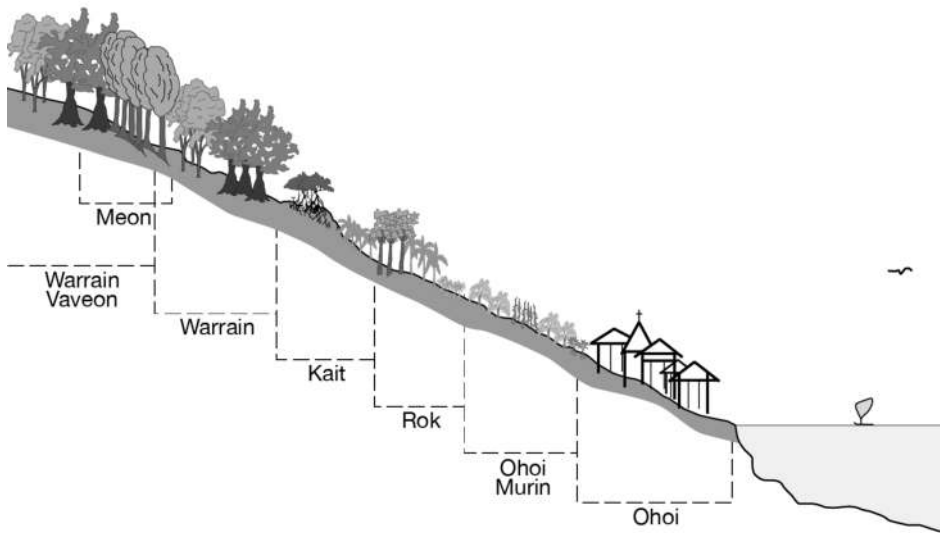 Meon
Warrain
Vaveon
Warrain
Kait
Rok
Ohoi
Murin
Ohoi